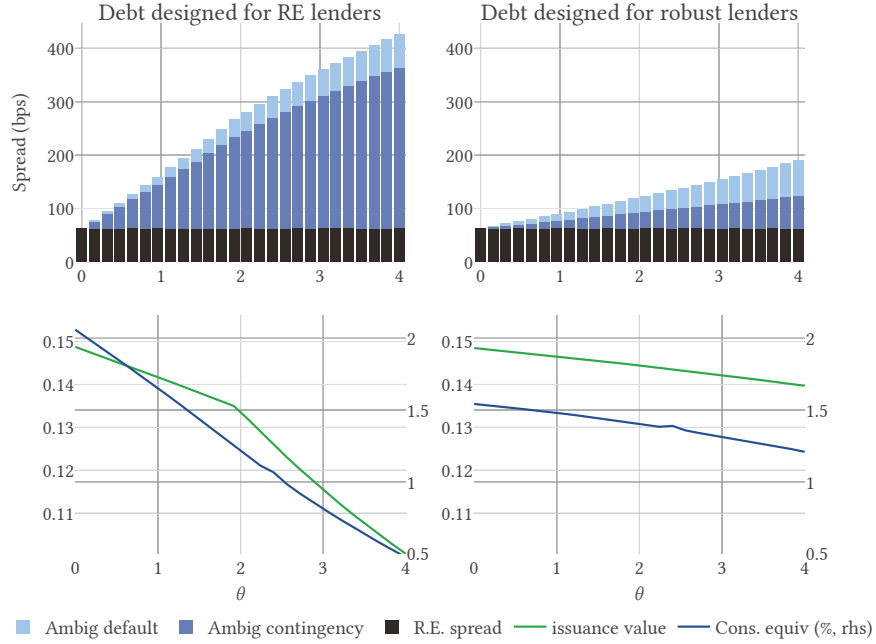 Debt designed for RE lenders
Debt designed for robust lenders
Spread (bps)
400
300
200
100
0
0 1 2 3 4
400
300
200
100
0
0 1 2 3 4
0.15
0.14
0.13
0.12
0.11
2
1.5
1
0.5
0 1 2 3 4
θ
0.15
0.14
0.13
0.12
0.11
2
1.5
1
0.5
0 1 2 3 4
θ
Ambig default Ambig contingency R.E. spread issuance value Cons. equiv (%, rhs)